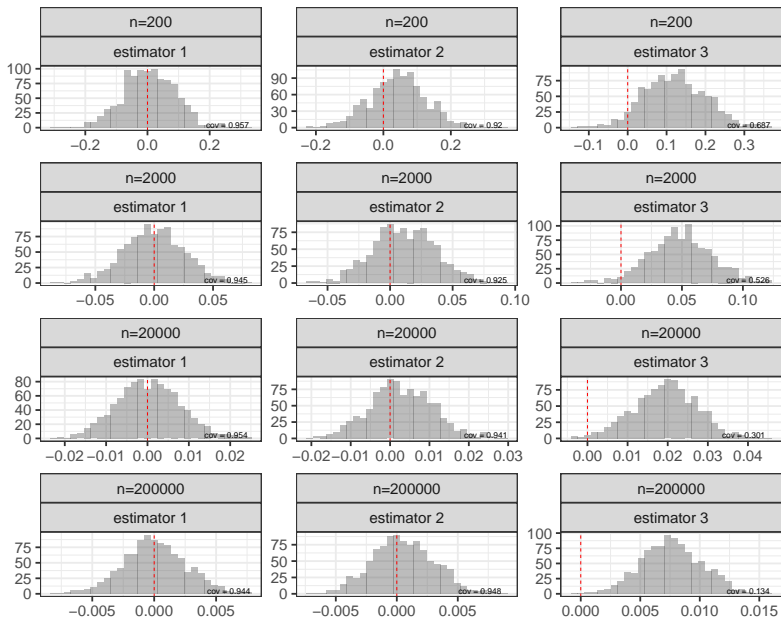 n=200 n=200 n=200
estimator 1 estimator 2 estimator 3
100
75
50
25
0
cov = 0.957
−0.2 0.0 0.2
90
60
30
0
cov = 0.92
−0.2 0.0 0.2
75
50
25
0
cov = 0.687
−0.1 0.0 0.1 0.2 0.3
n=2000 n=2000 n=2000
estimator 1 estimator 2 estimator 3
75
50
25
0
cov = 0.945
−0.05 0.00 0.05
75
50
25
0
cov = 0.925
−0.05 0.00 0.05 0.10
100
75
50
25
0
cov = 0.526
0.00 0.05 0.10
n=20000 n=20000 n=20000
estimator 1 estimator 2 estimator 3
80
60
40
20
0
cov = 0.954
−0.02 −0.01 0.00 0.01 0.02
75
50
25
0
cov = 0.941
−0.02 −0.01 0.00 0.01 0.02 0.03
75
50
25
0
cov = 0.301
0.00 0.01 0.02 0.03 0.04
n=200000 n=200000 n=200000
estimator 1 estimator 2 estimator 3
75
50
25
0
cov = 0.944
−0.005 0.000 0.005
75
50
25
0
cov = 0.948
−0.005 0.000 0.005
100
75
50
25
0
cov = 0.134
0.000 0.005 0.010 0.015